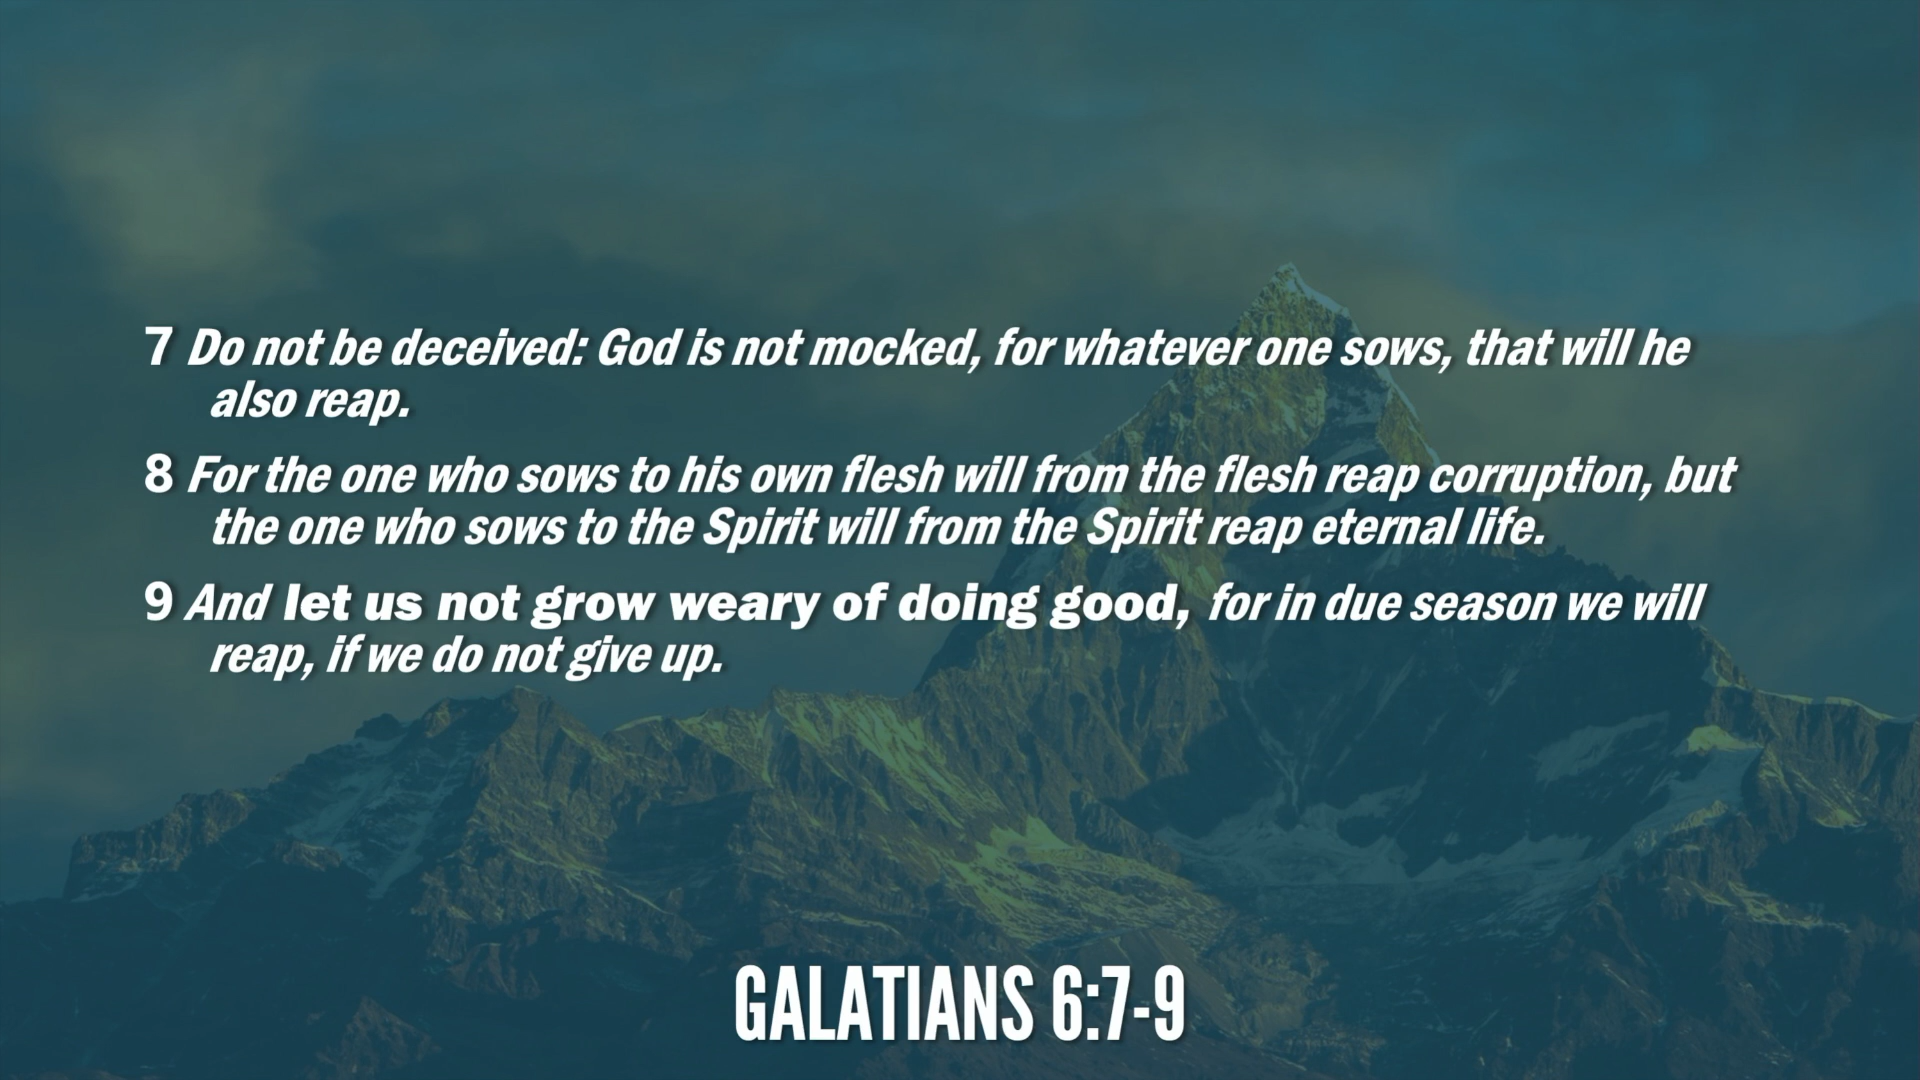 7 Do not be deceived: God is not mocked, for whatever one sows, that will he
also reap.
8 For the one who sows to his own flesh will from the flesh reap corruption, but
the one who sows to the Spirit will from the Spirit reap eternal life.
9 And let us not grow weary of doing good, for in due season we will
reap, if we do not give up.
GALATIANS 6:7-9